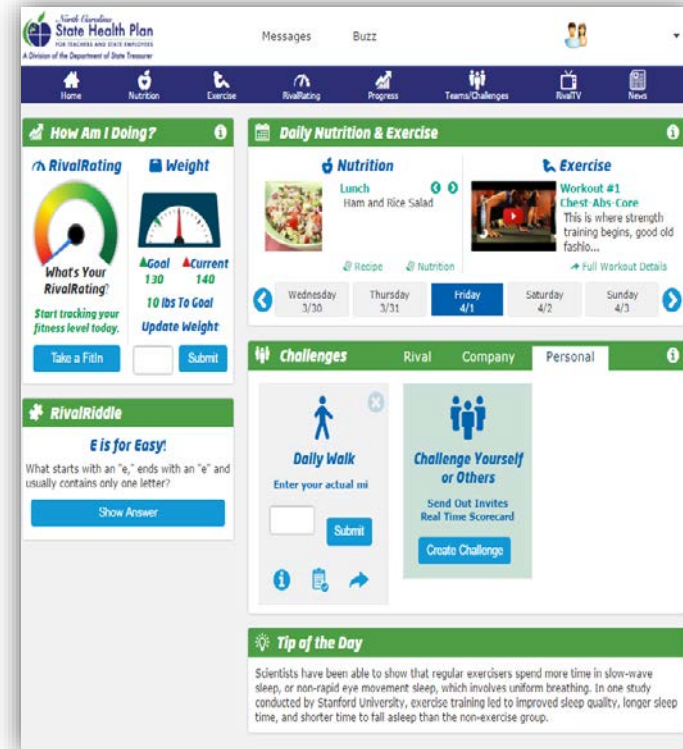 North Carolina
State Health Plan
FOR TEACHERS AND STATE EMPLOYEES
A Division of the Department of State Treasurer
Messages Buzz
Home Nutrition Exercise RivalRating Progress Teams/Challenges RivalTV News
How Am I Doing?
RivalRating Weight
What's Your
RivalRating?
Start tracking your
fitness level today.
Take a FitIn
Goal Current
130 140
10 lbs To Goal
Update Weight
Submit
RivalRiddle
E is for Easy!
What starts with an "e," ends with an "e" and
usually contains only one letter?
Show Answer
Daily Nutrition & Exercise
Nutrition
Lunch
Ham and Rice Salad
Recipe Nutrition
Exercise
Workout #1
Chest-Abs-Core
This is where strength
training begins, good old
fashio...
Full Workout Details
Wednesday Thursday Friday Saturday Sunday
3/30 3/31 4/1 4/2 4/3
Challenges Rival Company Personal
Daily Walk
Enter your actual mi
Submit
Challenge Yourself
or Others
Send Out Invites
Real Time Scorecard
Create Challenge
Tip of the Day
Scientists have been able to show that regular exercisers spend more time in slow-wave
sleep, or non-rapid eye movement sleep, which involves uniform breathing. In one study
conducted by Stanford University, exercise training led to improved sleep quality, longer sleep
time, and shorter time to fall asleep than the non-exercise group.